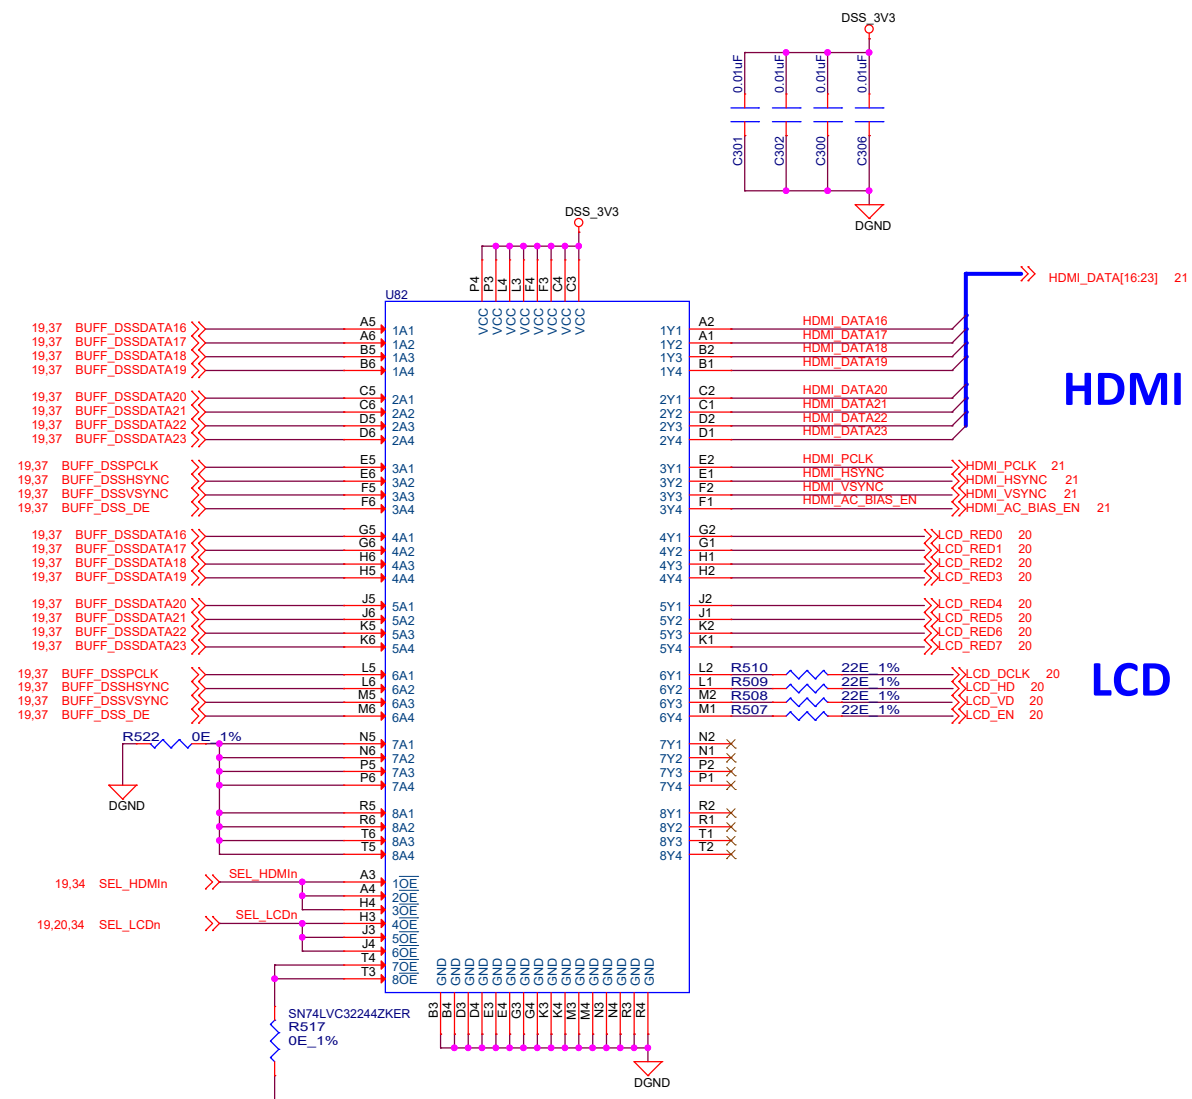 DSS_3V3
0.01uF 0.01uF 0.01uF 0.01uF
C301 C302 C300 C306
DGND
DSS_3V3
P4 P3 L4 L3 F4 F3 C4 C3
HDMI_DATA[16:23] 21
U82
VCC VCC VCC VCC VCC VCC VCC VCC
19,37 BUFF_DSSDATA16 A5 1A1 1Y1 A2 HDMI_DATA16
19,37 BUFF_DSSDATA17 A6 1A2 1Y2 A1 HDMI_DATA17
19,37 BUFF_DSSDATA18 B5 1A3 1Y3 B2 HDMI_DATA18
19,37 BUFF_DSSDATA19 B6 1A4 1Y4 B1 HDMI_DATA19
HDMI
19,37 BUFF_DSSDATA20 C5 2A1 2Y1 C2 HDMI_DATA20
19,37 BUFF_DSSDATA21 C6 2A2 2Y2 C1 HDMI_DATA21
19,37 BUFF_DSSDATA22 D5 2A3 2Y3 D2 HDMI_DATA22
19,37 BUFF_DSSDATA23 D6 2A4 2Y4 D1 HDMI_DATA23
19,37 BUFF_DSSPCLK E5 3A1 3Y1 E2 HDMI_PCLK HDMI_PCLK 21
19,37 BUFF_DSSHSYNC E6 3A2 3Y2 E1 HDMI_HSYNC HDMI_HSYNC 21
19,37 BUFF_DSSVSYNC F5 3A3 3Y3 F2 HDMI_VSYNC HDMI_VSYNC 21
19,37 BUFF_DSS_DE F6 3A4 3Y4 F1 HDMI_AC_BIAS_EN HDMI_AC_BIAS_EN 21
19,37 BUFF_DSSDATA16 G5 4A1 4Y1 G2 LCD_RED0 20
19,37 BUFF_DSSDATA17 G6 4A2 4Y2 G1 LCD_RED1 20
19,37 BUFF_DSSDATA18 H6 4A3 4Y3 H1 LCD_RED2 20
19,37 BUFF_DSSDATA19 H5 4A4 4Y4 H2 LCD_RED3 20
19,37 BUFF_DSSDATA20 J5 5A1 5Y1 J2 LCD_RED4 20
19,37 BUFF_DSSDATA21 J6 5A2 5Y2 J1 LCD_RED5 20
19,37 BUFF_DSSDATA22 K5 5A3 5Y3 K2 LCD_RED6 20
19,37 BUFF_DSSDATA23 K6 5A4 5Y4 K1 LCD_RED7 20
LCD
19,37 BUFF_DSSPCLK L5 6A1 6Y1 L2 R510 22E_1% LCD_DCLK 20
19,37 BUFF_DSSHSYNC L6 6A2 6Y2 L1 R509 22E_1% LCD_HD 20
19,37 BUFF_DSSVSYNC M5 6A3 6Y3 M2 R508 22E_1% LCD_VD 20
19,37 BUFF_DSS_DE M6 6A4 6Y4 M1 R507 22E_1% LCD_EN 20
R522 0E_1% N5 7A1 7Y1 N2
N6 7A2 7Y2 N1
P5 7A3 7Y3 P2
P6 7A4 7Y4 P1
DGND
R5 8A1 8Y1 R2
R6 8A2 8Y2 R1
T6 8A3 8Y3 T1
T5 8A4 8Y4 T2
19,34 SEL_HDMIn SEL_HDMIn A3 1OE
A4 2OE
H4 3OE
19,20,34 SEL_LCDn SEL_LCDn H3 4OE
J3 5OE
J4 6OE
T4 7OE
T3 8OE
GND GND GND GND GND GND GND GND GND GND GND GND GND GND GND GND
B3 B4 D3 D4 E3 E4 G3 G4 K3 K4 M3 M4 N3 N4 R3 R4
SN74LVC32244ZKER
R517
0E_1%
DGND